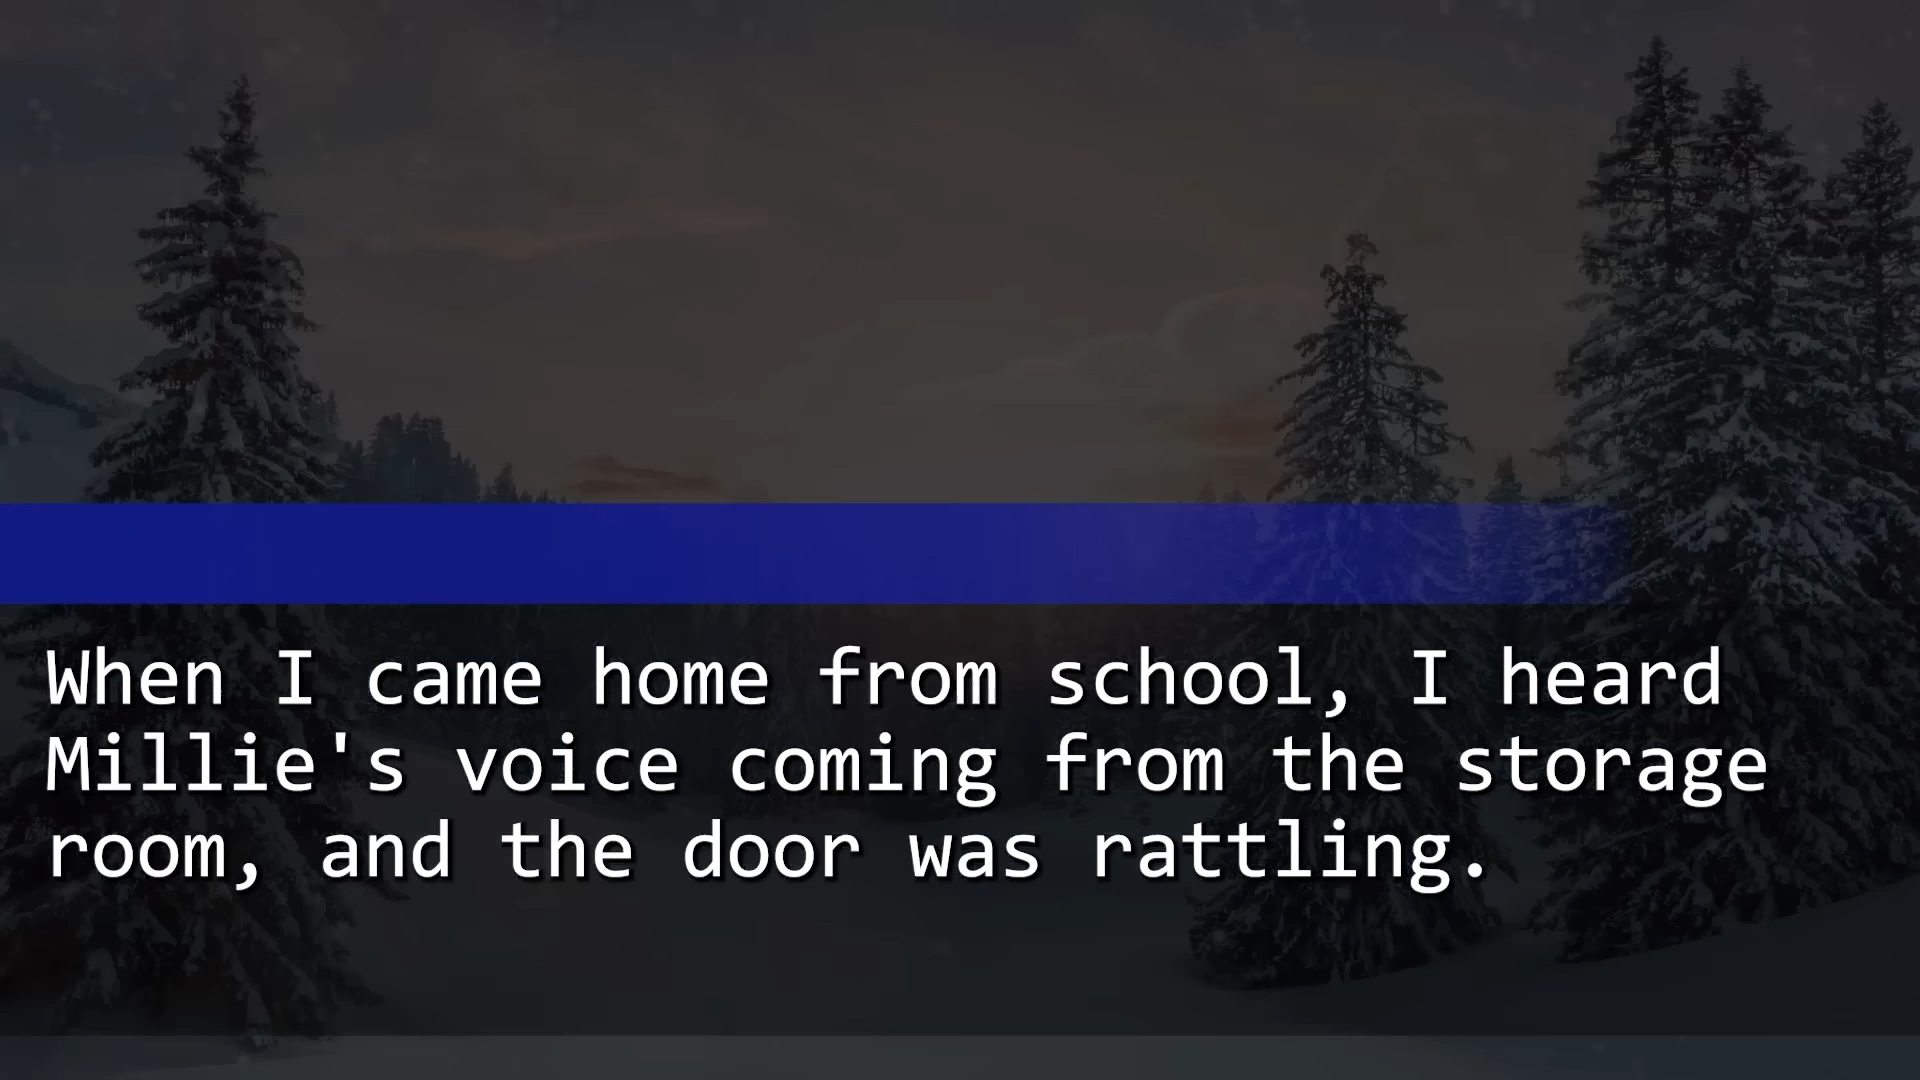 When I came home from school, I heard
Millie's voice coming from the storage
room, and the door was rattling.